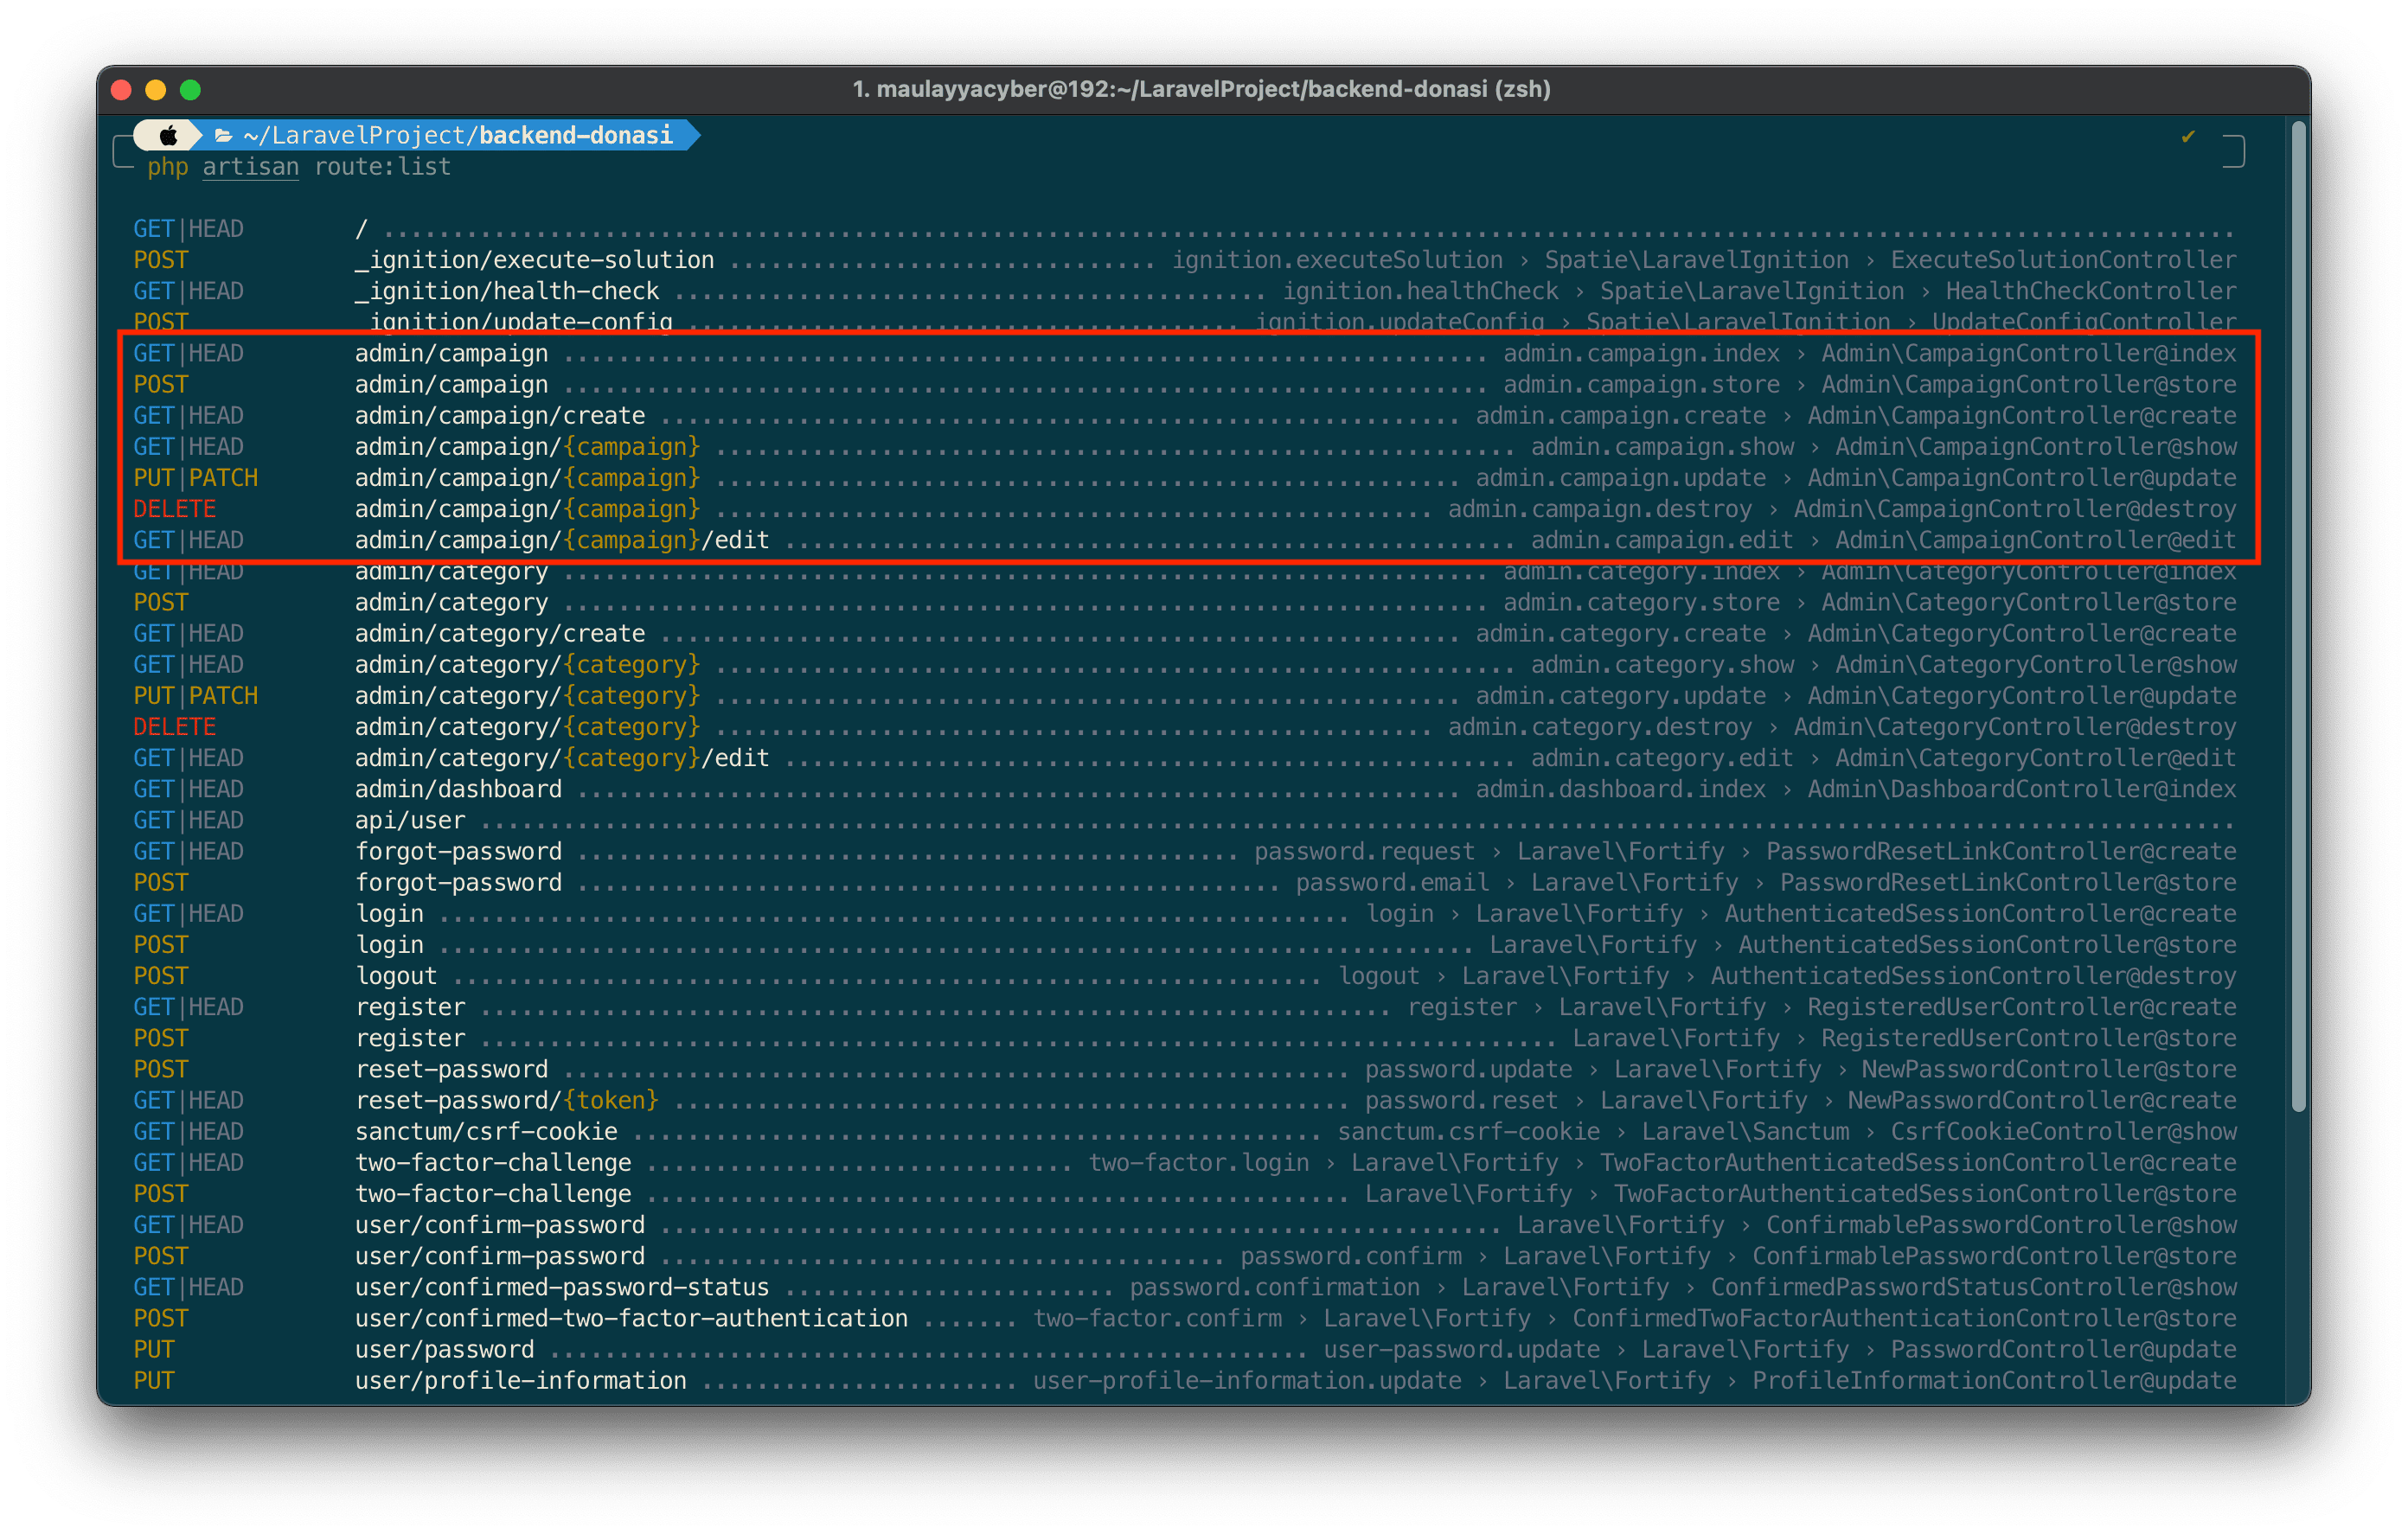 1. maulayyacyber@192:~/LaravelProject/backend-donasi (zsh)
~/LaravelProject/backend-donasi ✔
php artisan route:list
GET|HEAD / ........................................................................................................................................
POST _ignition/execute-solution ............................... ignition.executeSolution › Spatie\LaravelIgnition › ExecuteSolutionController
GET|HEAD _ignition/health-check ........................................... ignition.healthCheck › Spatie\LaravelIgnition › HealthCheckController
POST _ignition/update-config ........................................ ignition.updateConfig › Spatie\LaravelIgnition › UpdateConfigController
GET|HEAD admin/campaign ................................................................... admin.campaign.index › Admin\CampaignController@index
POST admin/campaign ................................................................... admin.campaign.store › Admin\CampaignController@store
GET|HEAD admin/campaign/create .......................................................... admin.campaign.create › Admin\CampaignController@create
GET|HEAD admin/campaign/{campaign} .......................................................... admin.campaign.show › Admin\CampaignController@show
PUT|PATCH admin/campaign/{campaign} ...................................................... admin.campaign.update › Admin\CampaignController@update
DELETE admin/campaign/{campaign} .................................................... admin.campaign.destroy › Admin\CampaignController@destroy
GET|HEAD admin/campaign/{campaign}/edit ..................................................... admin.campaign.edit › Admin\CampaignController@edit
GET|HEAD admin/category ................................................................... admin.category.index › Admin\CategoryController@index
POST admin/category ................................................................... admin.category.store › Admin\CategoryController@store
GET|HEAD admin/category/create .......................................................... admin.category.create › Admin\CategoryController@create
GET|HEAD admin/category/{category} .......................................................... admin.category.show › Admin\CategoryController@show
PUT|PATCH admin/category/{category} ...................................................... admin.category.update › Admin\CategoryController@update
DELETE admin/category/{category} .................................................... admin.category.destroy › Admin\CategoryController@destroy
GET|HEAD admin/category/{category}/edit ..................................................... admin.category.edit › Admin\CategoryController@edit
GET|HEAD admin/dashboard ................................................................ admin.dashboard.index › Admin\DashboardController@index
GET|HEAD api/user ................................................................................................................................
GET|HEAD forgot-password ................................................ password.request › Laravel\Fortify › PasswordResetLinkController@create
POST forgot-password ................................................... password.email › Laravel\Fortify › PasswordResetLinkController@store
GET|HEAD login .................................................................. login › Laravel\Fortify › AuthenticatedSessionController@create
POST login ........................................................................... Laravel\Fortify › AuthenticatedSessionController@store
POST logout ............................................................... logout › Laravel\Fortify › AuthenticatedSessionController@destroy
GET|HEAD register .................................................................. register › Laravel\Fortify › RegisteredUserController@create
POST register .............................................................................. Laravel\Fortify › RegisteredUserController@store
POST reset-password ......................................................... password.update › Laravel\Fortify › NewPasswordController@store
GET|HEAD reset-password/{token} ................................................. password.reset › Laravel\Fortify › NewPasswordController@create
GET|HEAD sanctum/csrf-cookie .................................................. sanctum.csrf-cookie › Laravel\Sanctum › CsrfCookieController@show
GET|HEAD two-factor-challenge ............................... two-factor.login › Laravel\Fortify › TwoFactorAuthenticatedSessionController@create
POST two-factor-challenge ................................................... Laravel\Fortify › TwoFactorAuthenticatedSessionController@store
GET|HEAD user/confirm-password ............................................................. Laravel\Fortify › ConfirmablePasswordController@show
POST user/confirm-password ......................................... password.confirm › Laravel\Fortify › ConfirmablePasswordController@store
GET|HEAD user/confirmed-password-status ........................ password.confirmation › Laravel\Fortify › ConfirmedPasswordStatusController@show
POST user/confirmed-two-factor-authentication ....... two-factor.confirm › Laravel\Fortify › ConfirmedTwoFactorAuthenticationController@store
PUT user/password ....................................................... user-password.update › Laravel\Fortify › PasswordController@update
PUT user/profile-information ....................... user-profile-information.update › Laravel\Fortify › ProfileInformationController@update